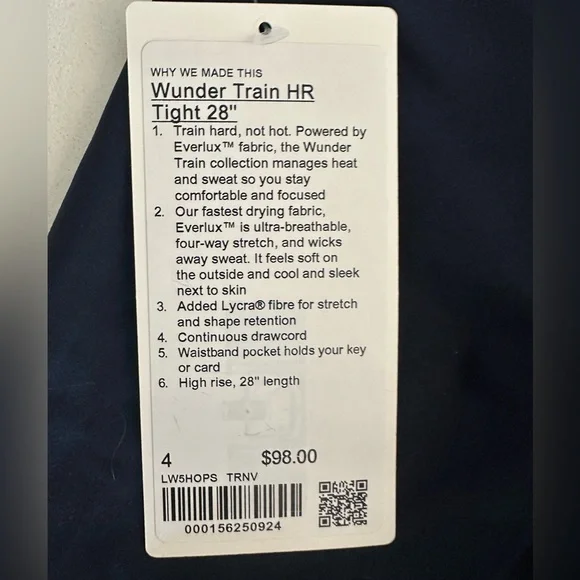 WHY WE MADE THIS
Wunder Train HR
Tight 28"
1. Train hard, not hot. Powered by
Everlux™ fabric, the Wunder
Train collection manages heat
and sweat so you stay
comfortable and focused
2. Our fastest drying fabric,
Everlux™ is ultra-breathable,
four-way stretch, and wicks
away sweat. It feels soft on
the outside and cool and sleek
next to skin
3. Added Lycra® fibre for stretch
and shape retention
4. Continuous drawcord
5. Waistband pocket holds your key
or card
6. High rise, 28" length
4 $98.00
LW5HOPS TRNV
000156250924